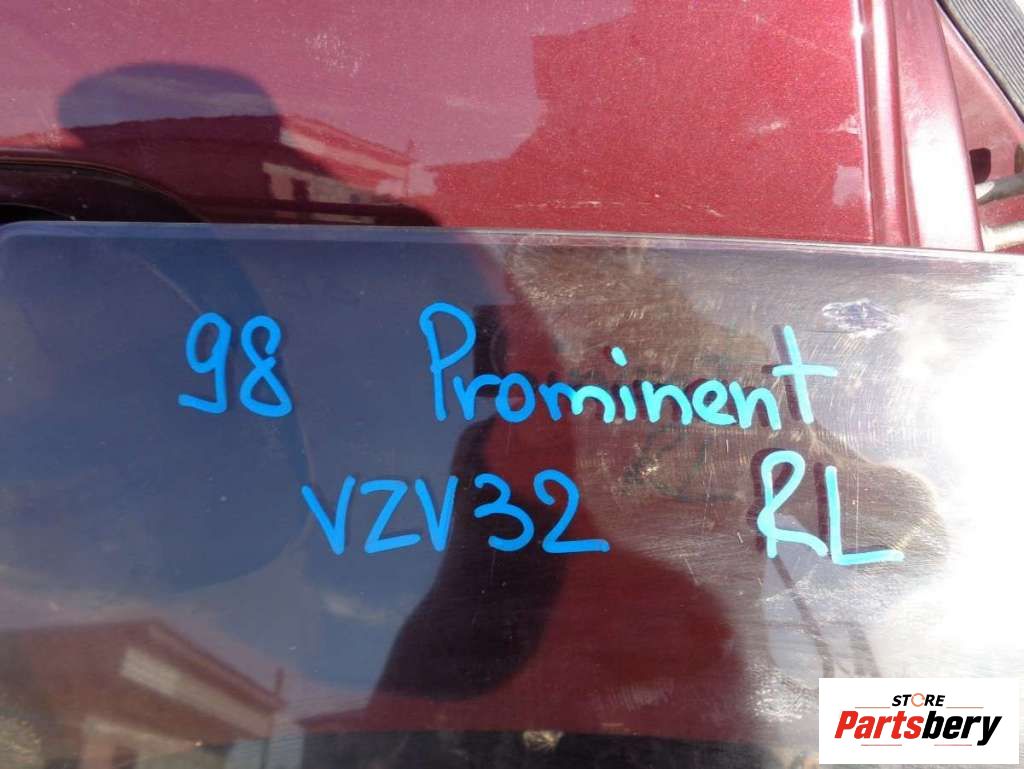 98 Prominent
VZV32 RL
STORE
Partsbery